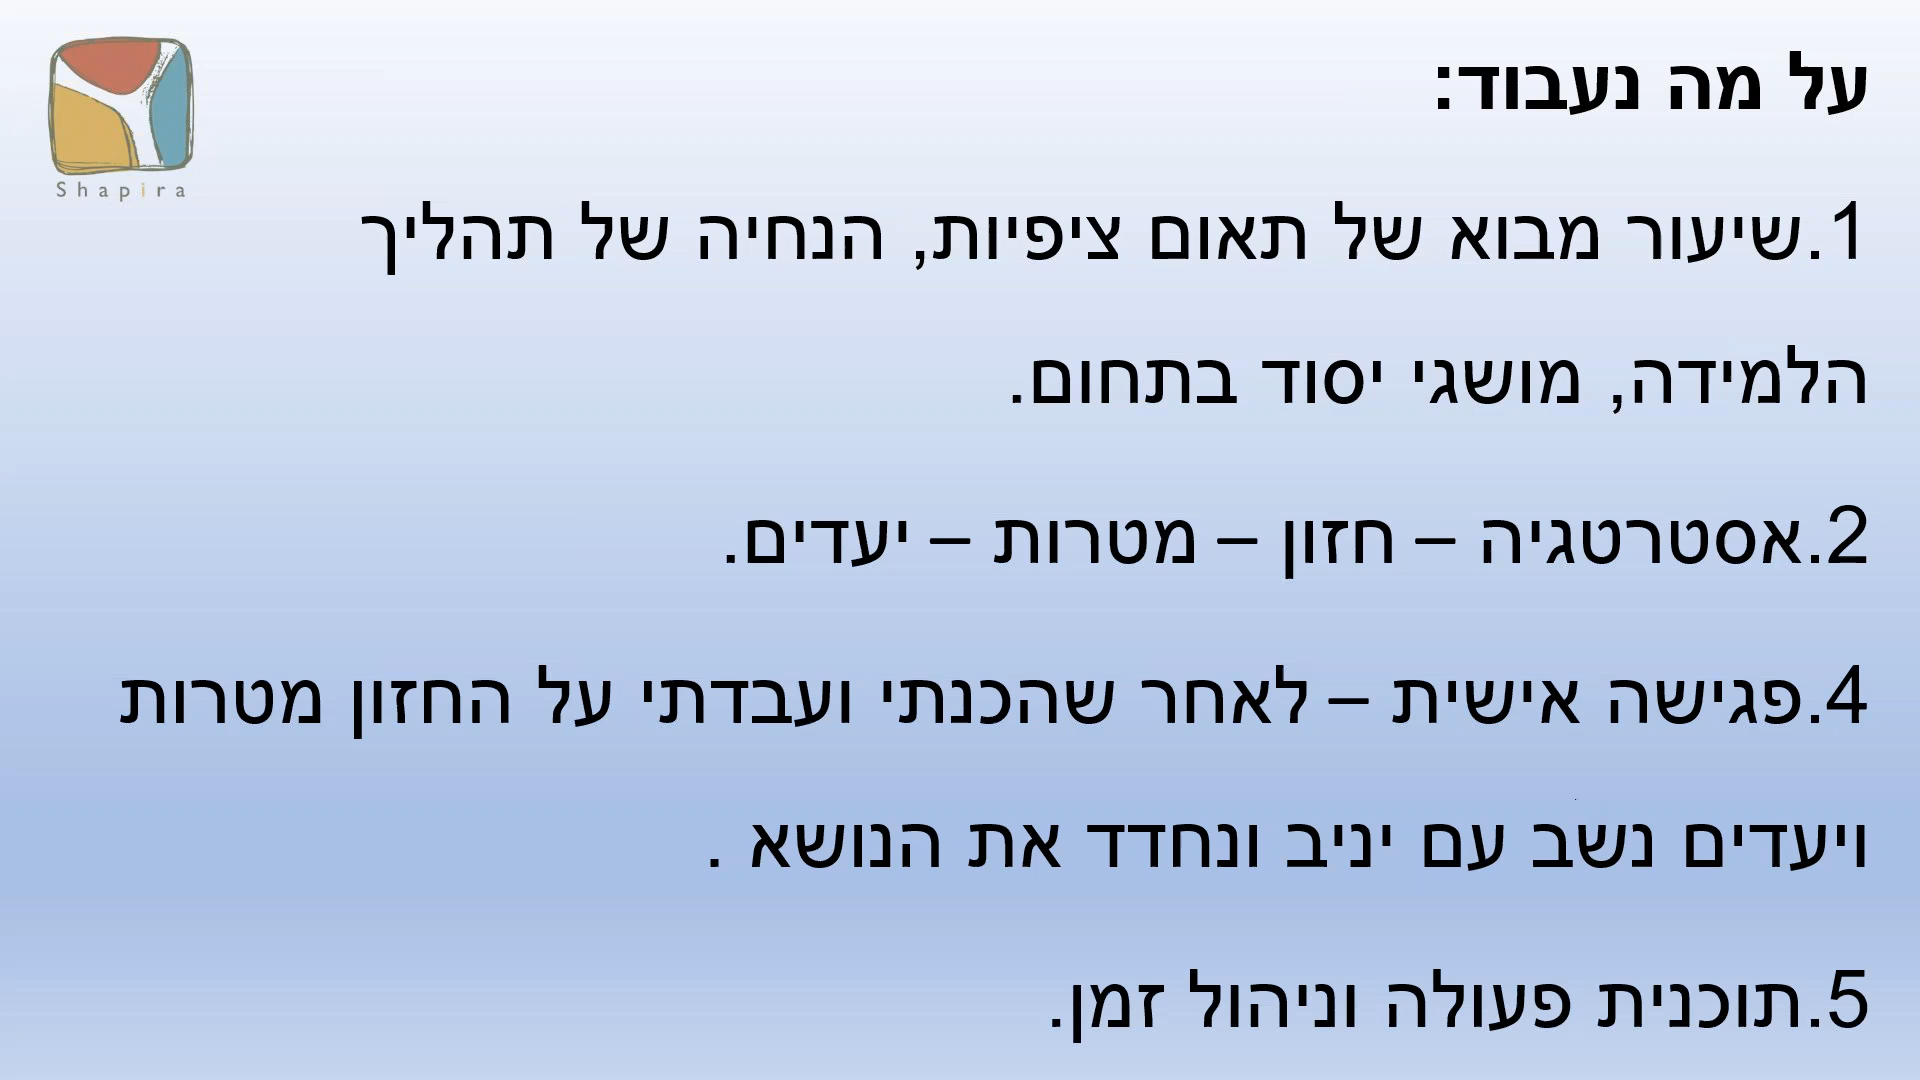 Shapira
על מה נעבוד:
1.שיעור מבוא של תאום ציפיות, הנחיה של תהליך
הלמידה, מושגי יסוד בתחום.
2.אסטרטגיה – חזון – מטרות – יעדים.
4.פגישה אישית – לאחר שהכנתי ועבדתי על החזון מטרות
ויעדים נשב עם יניב ונחדד את הנושא .
5.תוכנית פעולה וניהול זמן.